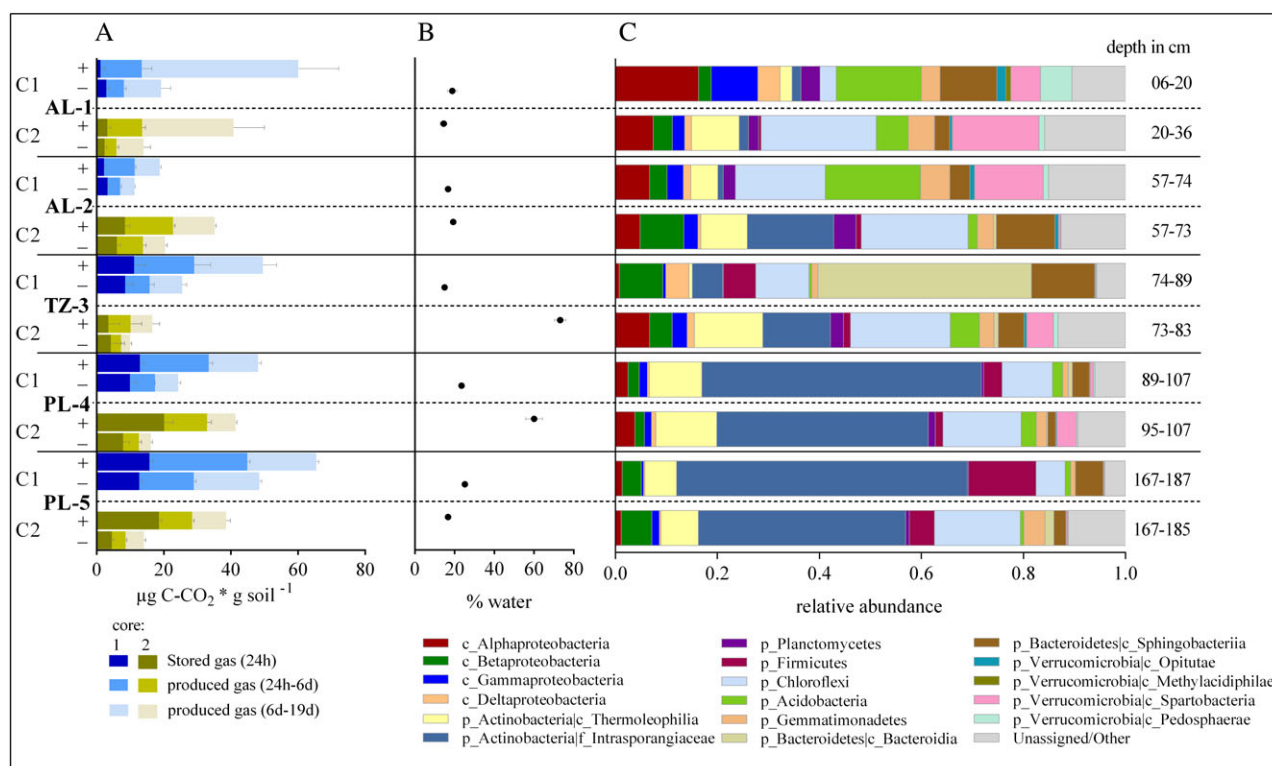 A
B
C
depth in cm
C1
+
−
AL-1
C2
+
−
C1
+
−
AL-2
C2
+
−
C1
+
−
TZ-3
C2
+
−
C1
+
−
PL-4
C2
+
−
C1
+
−
PL-5
C2
+
−
06-20
20-36
57-74
57-73
74-89
73-83
89-107
95-107
167-187
167-185
0 20 40 60 80
µg C-CO2 * g soil -1
0 20 40 60 80
% water
0.0 0.2 0.4 0.6 0.8 1.0
relative abundance
core:
1 2
Stored gas (24h)
produced gas (24h-6d)
produced gas (6d-19d)
c_Alphaproteobacteria
c_Betaproteobacteria
c_Gammaproteobacteria
c_Deltaproteobacteria
p_Actinobacteria|c_Thermoleophilia
p_Actinobacteria|f_Intrasporangiaceae
p_Planctomycetes
p_Firmicutes
p_Chloroflexi
p_Acidobacteria
p_Gemmatimonadetes
p_Bacteroidetes|c_Bacteroidia
p_Bacteroidetes|c_Sphingobacteriia
p_Verrucomicrobia|c_Opitutae
p_Verrucomicrobia|c_Methylacidiphilae
p_Verrucomicrobia|c_Spartobacteria
p_Verrucomicrobia|c_Pedosphaerae
Unassigned/Other